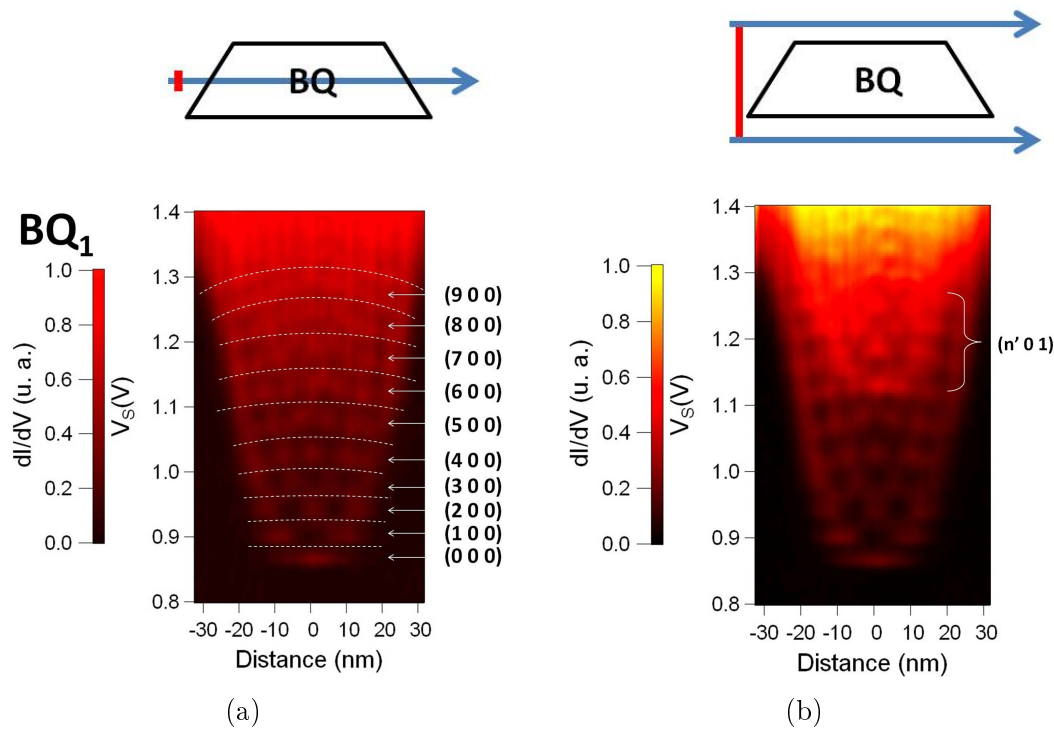 BQ
BQ
BQ₁
1.0
0.8
0.6
0.4
0.2
0.0
dI/dV (u. a.)
V_S(V)
1.4
1.3
1.2
1.1
1.0
0.9
0.8
-30 -20 -10 0 10 20 30
Distance (nm)
(9 0 0)
(8 0 0)
(7 0 0)
(6 0 0)
(5 0 0)
(4 0 0)
(3 0 0)
(2 0 0)
(1 0 0)
(0 0 0)
(a)
1.0
0.8
0.6
0.4
0.2
0.0
dI/dV (u. a.)
V_S(V)
1.4
1.3
1.2
1.1
1.0
0.9
0.8
-30 -20 -10 0 10 20 30
Distance (nm)
(n' 0 1)
(b)